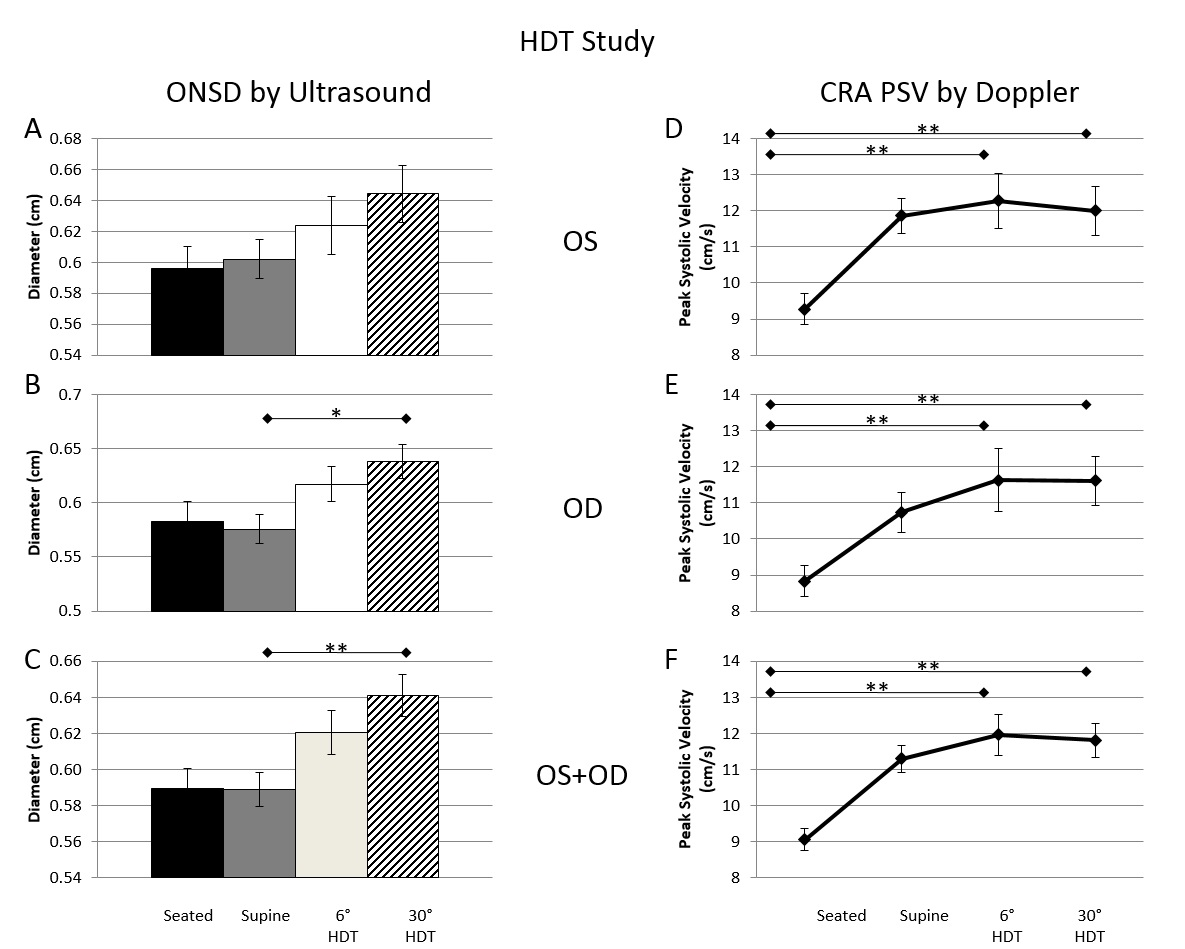 HDT Study
ONSD by Ultrasound
CRA PSV by Doppler
A
0.68
0.66
0.64
0.62
0.6
0.58
0.56
0.54
Diameter (cm)
OS
D
14
13
12
11
10
9
8
Peak Systolic Velocity
(cm/s)
**
**
B
0.7
0.65
0.6
0.55
0.5
Diameter (cm)
*
OD
E
14
13
12
11
10
9
8
Peak Systolic Velocity
(cm/s)
**
**
C
0.66
0.64
0.62
0.60
0.58
0.56
0.54
Diameter (cm)
**
OS+OD
F
14
13
12
11
10
9
8
Peak Systolic Velocity
(cm/s)
**
**
Seated
Supine
6°
HDT
30°
HDT
Seated
Supine
6°
HDT
30°
HDT